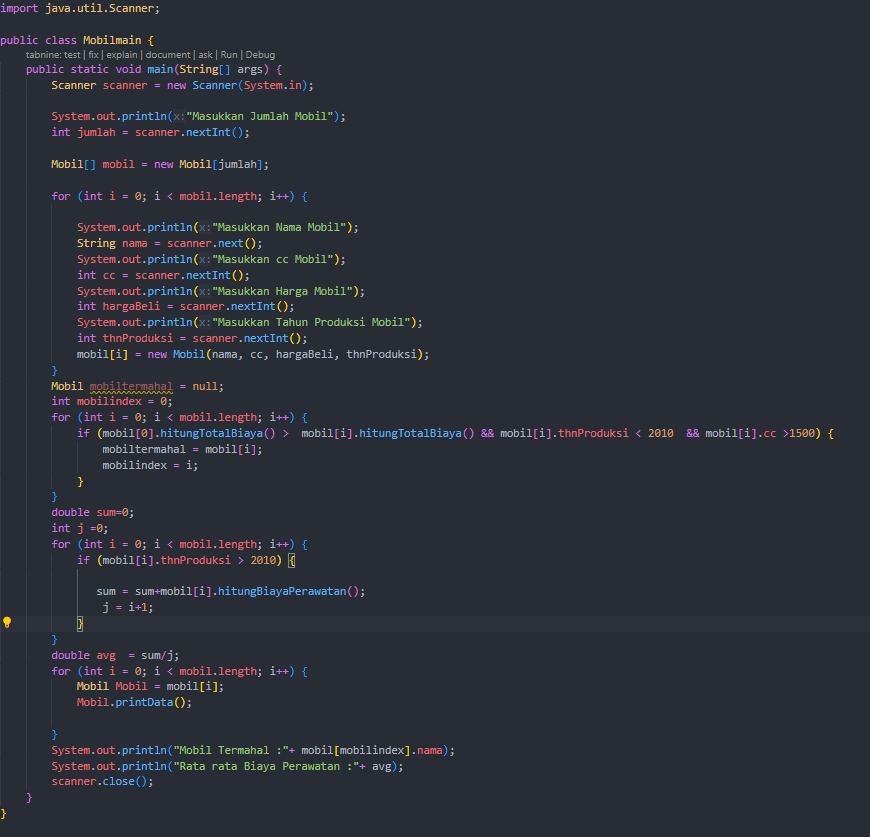 import java.util.Scanner;
public class Mobilmain {
tabnine: test | fix | explain | document | ask | Run | Debug
public static void main(String[] args) {
Scanner scanner = new Scanner(System.in);
System.out.println(x:"Masukkan Jumlah Mobil");
int jumlah = scanner.nextInt();
Mobil[] mobil = new Mobil[jumlah];
for (int i = 0; i < mobil.length; i++) {
System.out.println(x:"Masukkan Nama Mobil");
String nama = scanner.next();
System.out.println(x:"Masukkan cc Mobil");
int cc = scanner.nextInt();
System.out.println(x:"Masukkan Harga Mobil");
int hargaBeli = scanner.nextInt();
System.out.println(x:"Masukkan Tahun Produksi Mobil");
int thnProduksi = scanner.nextInt();
mobil[i] = new Mobil(nama, cc, hargaBeli, thnProduksi);
}
Mobil mobiltermahal = null;
int mobilindex = 0;
for (int i = 0; i < mobil.length; i++) {
if (mobil[0].hitungTotalBiaya() >  mobil[i].hitungTotalBiaya() && mobil[i].thnProduksi < 2010  && mobil[i].cc >1500) {
mobiltermahal = mobil[i];
mobilindex = i;
}
}
double sum=0;
int j =0;
for (int i = 0; i < mobil.length; i++) {
if (mobil[i].thnProduksi > 2010) {
sum = sum+mobil[i].hitungBiayaPerawatan();
j = i+1;
}
}
double avg  = sum/j;
for (int i = 0; i < mobil.length; i++) {
Mobil Mobil = mobil[i];
Mobil.printData();
}
System.out.println("Mobil Termahal :"+ mobil[mobilindex].nama);
System.out.println("Rata rata Biaya Perawatan :"+ avg);
scanner.close();
}
}